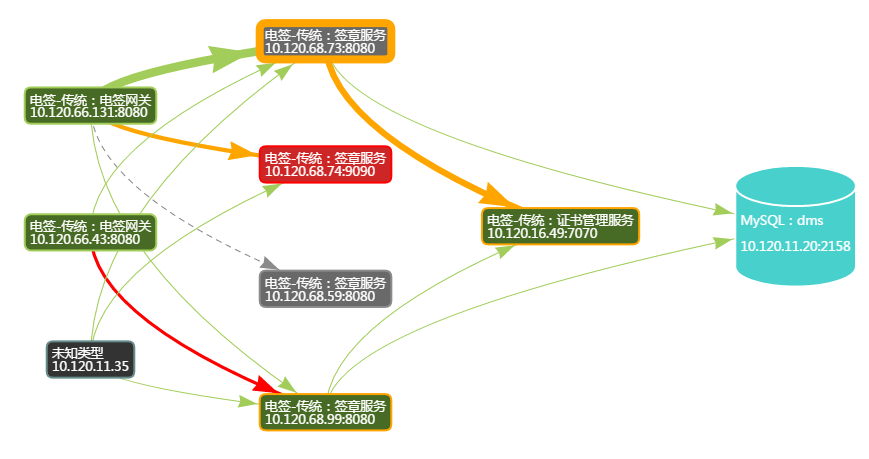 电签-传统：签章服务
10.120.68.73:8080
电签-传统：电签网关
10.120.66.131:8080
电签-传统：签章服务
10.120.68.74:9090
电签-传统：电签网关
10.120.66.43:8080
电签-传统：证书管理服务
10.120.16.49:7070
MySQL：dms
10.120.11.20:2158
电签-传统：签章服务
10.120.68.59:8080
未知类型
10.120.11.35
电签-传统：签章服务
10.120.68.99:8080